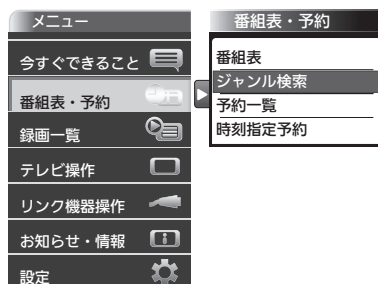 メニュー
今すぐできること
番組表・予約
録画一覧
テレビ操作
リンク機器操作
お知らせ・情報
設定
番組表・予約
番組表
ジャンル検索
予約一覧
時刻指定予約